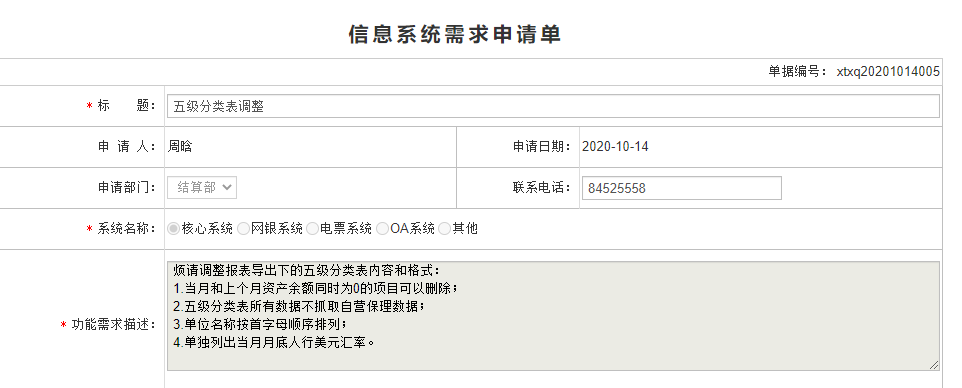 信息系统需求申请单
单据编号： xtxq20201014005
* 标 题： 五级分类表调整
申 请 人： 周晗 申请日期： 2020-10-14
申请部门： 结算部 联系电话： 84525558
* 系统名称： 核心系统 网银系统 电票系统 OA系统 其他
* 功能需求描述：
烦请调整报表导出下的五级分类表内容和格式：
1.当月和上个月资产余额同时为0的项目可以删除；
2.五级分类表所有数据不抓取自营保理数据；
3.单位名称按首字母顺序排列；
4.单独列出当月月底人行美元汇率。